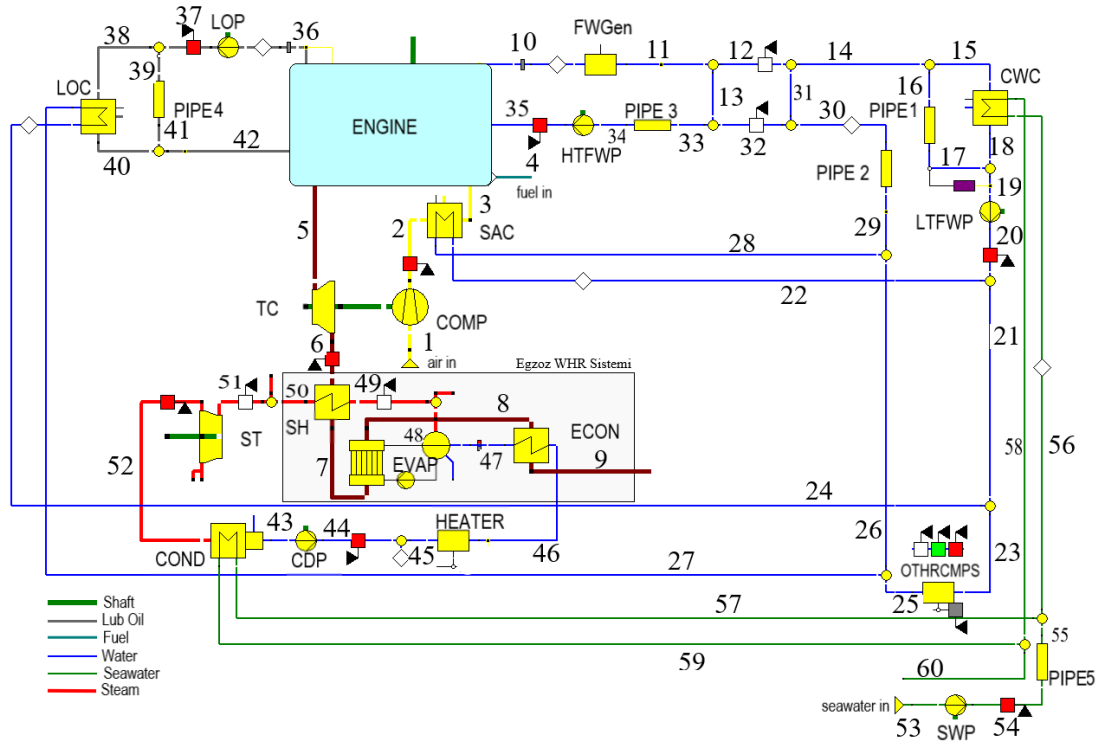 37
LOP
36
FWGen
38
10
11
12
14
15
LOC
39
16
CWC
PIPE4
ENGINE
35
PIPE 3
13
31
30
PIPE1
41
42
34
33
32
18
40
4
HTFWP
17
fuel in
PIPE 2
19
3
LTFWP
5
2
SAC
29
20
28
22
TC
COMP
21
6
1
air in
Egzoz WHR Sistemi
51
50
49
8
58
56
ST
SH
48
ECON
52
7
EVAP
47
9
24
43
44
HEATER
26
23
COND
CDP
45
46
27
OTHRCMPS
25
57
Shaft
Lub Oil
55
Fuel
59
Water
60
PIPE5
Seawater
Steam
seawater in
53
54
SWP